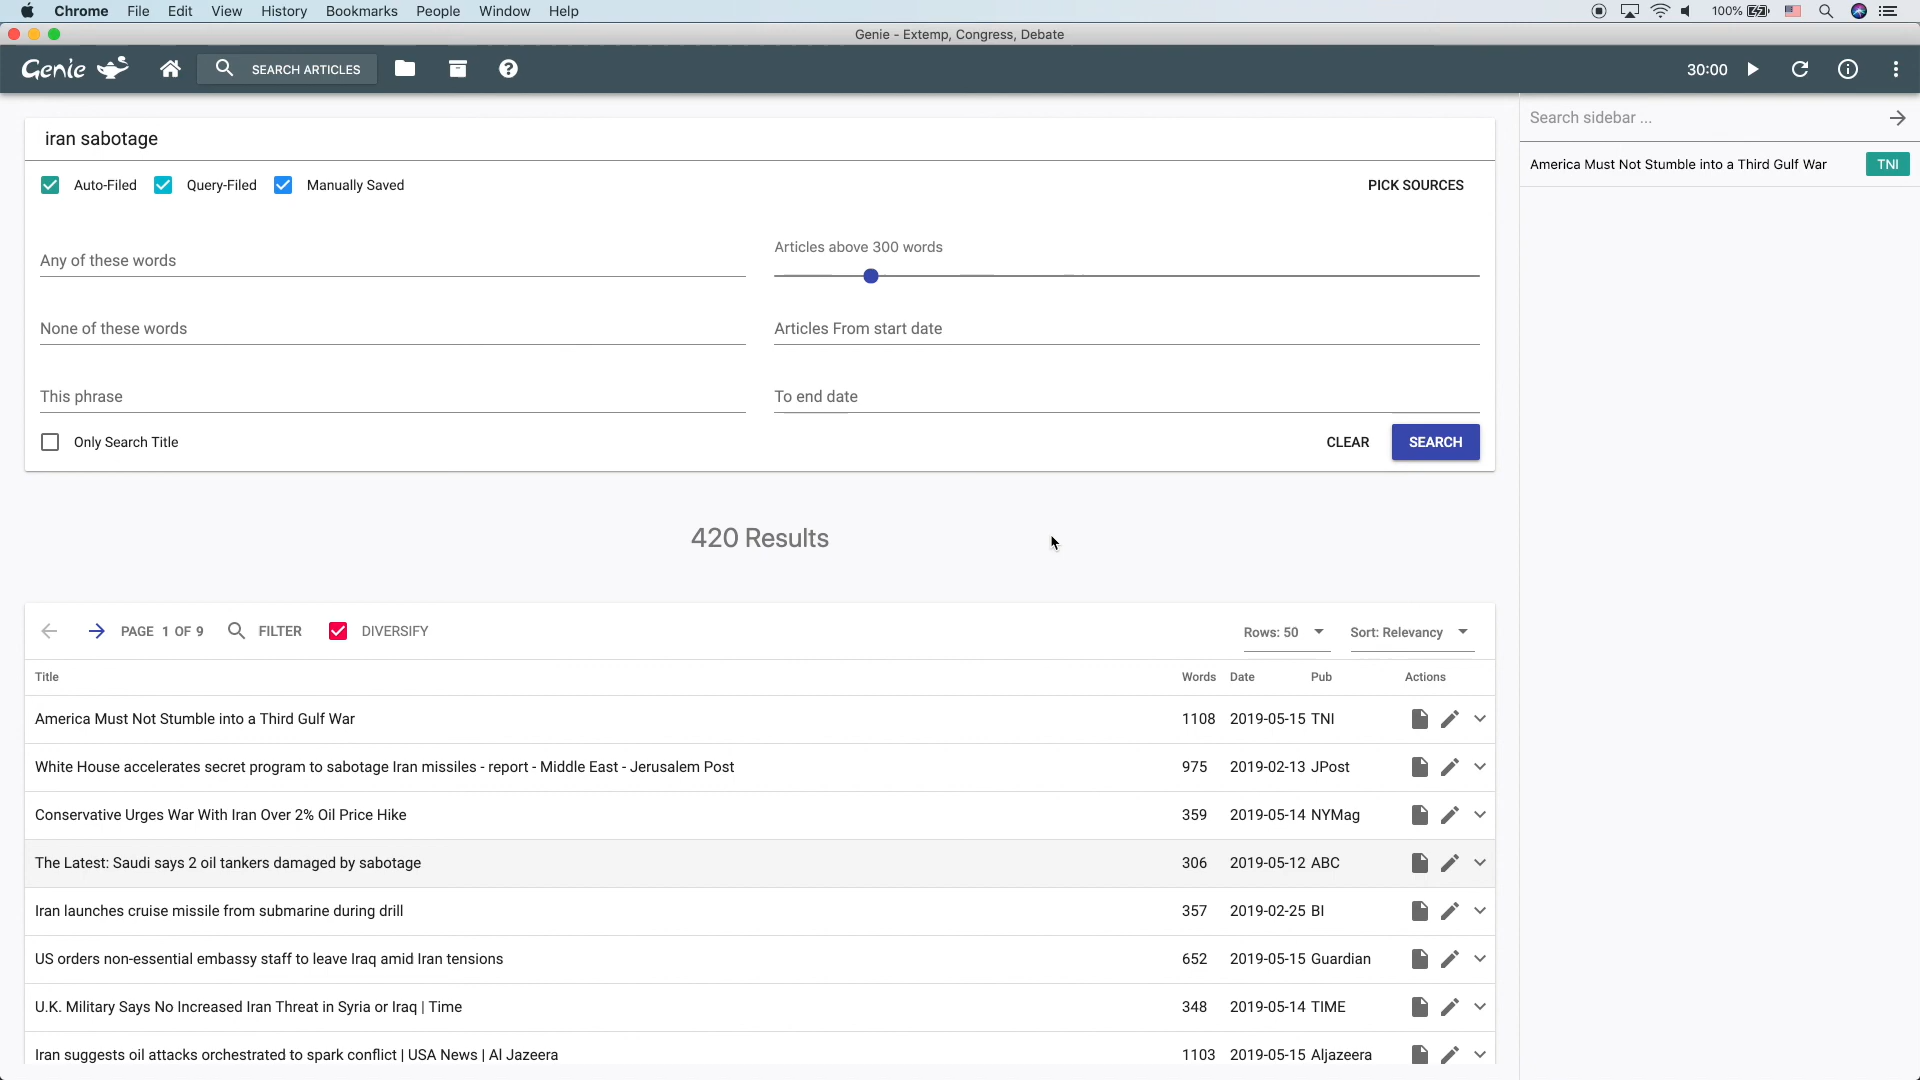 Chrome File Edit View History Bookmarks People Window Help 100%
Genie - Extemp, Congress, Debate
Genie SEARCH ARTICLES 30:00
iran sabotage
Auto-Filed Query-Filed Manually Saved PICK SOURCES
Any of these words
Articles above 300 words
None of these words
Articles From start date
This phrase
To end date
Only Search Title CLEAR SEARCH
420 Results
PAGE 1 OF 9 FILTER DIVERSIFY Rows: 50 Sort: Relevancy
Title Words Date Pub Actions
America Must Not Stumble into a Third Gulf War 1108 2019-05-15 TNI
White House accelerates secret program to sabotage Iran missiles - report - Middle East - Jerusalem Post 975 2019-02-13 JPost
Conservative Urges War With Iran Over 2% Oil Price Hike 359 2019-05-14 NYMag
The Latest: Saudi says 2 oil tankers damaged by sabotage 306 2019-05-12 ABC
Iran launches cruise missile from submarine during drill 357 2019-02-25 BI
US orders non-essential embassy staff to leave Iraq amid Iran tensions 652 2019-05-15 Guardian
U.K. Military Says No Increased Iran Threat in Syria or Iraq | Time 348 2019-05-14 TIME
Iran suggests oil attacks orchestrated to spark conflict | USA News | Al Jazeera 1103 2019-05-15 Aljazeera
Search sidebar ...
America Must Not Stumble into a Third Gulf War TNI